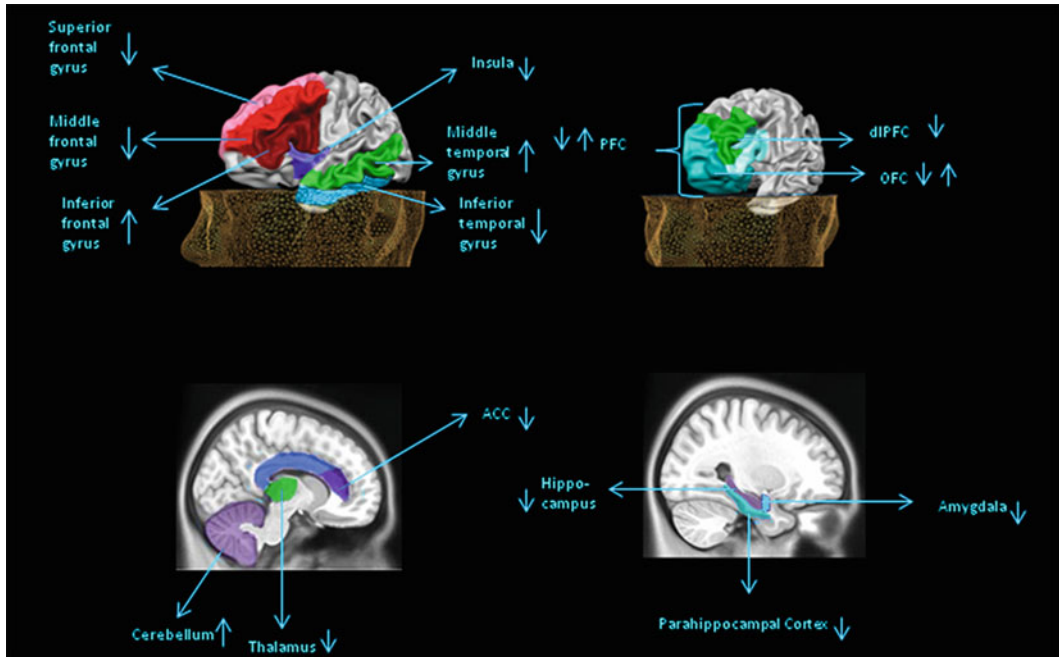 Superior
frontal ↓
gyrus
Insula ↓
Middle
frontal ↓
gyrus
Middle
temporal ↑
gyrus
↓ ↑ PFC
dlPFC ↓
OFC ↓ ↑
Inferior
frontal ↑
gyrus
Inferior
temporal ↓
gyrus
ACC ↓
↓ Hippo-
campus
Amygdala ↓
Cerebellum ↑
Thalamus ↓
Parahippocampal Cortex ↓